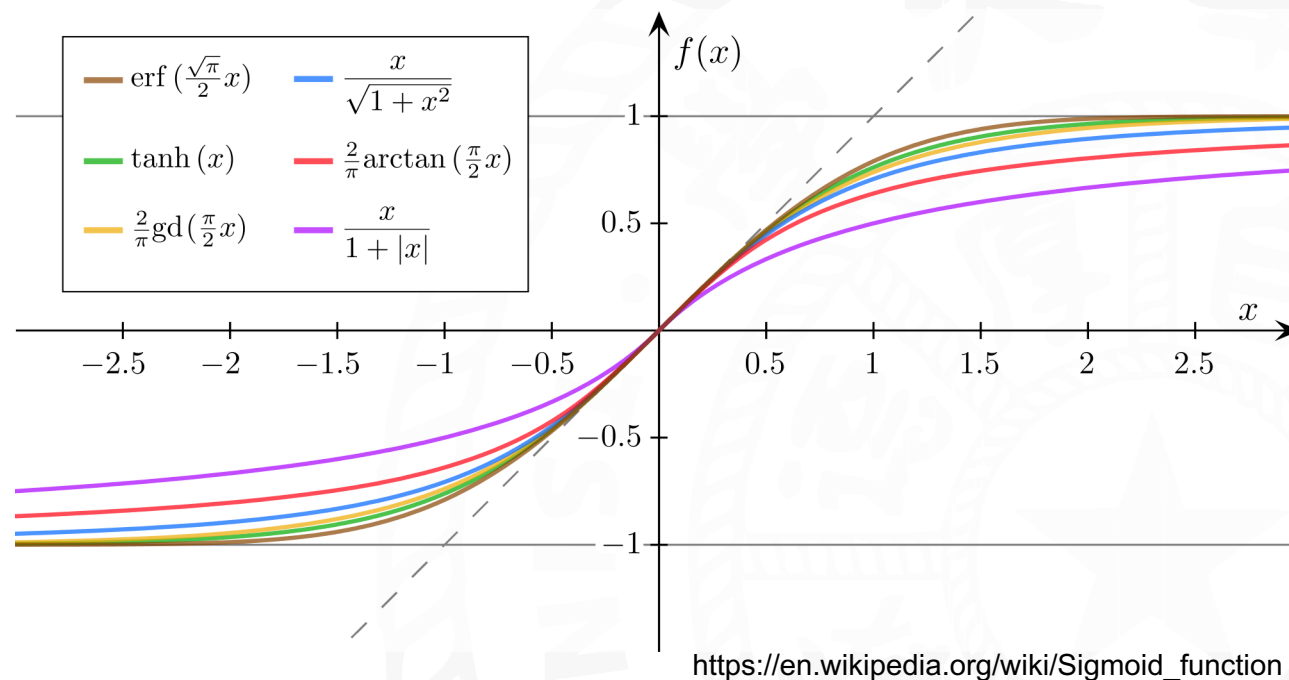 erf (√π/2 x)
x/√(1 + x²)
tanh (x)
2/π arctan (π/2 x)
2/π gd (π/2 x)
x/(1 + |x|)
f(x)
1
0.5
x
−2.5 −2 −1.5 −1 −0.5 0.5 1 1.5 2 2.5
−0.5
−1
https://en.wikipedia.org/wiki/Sigmoid_function